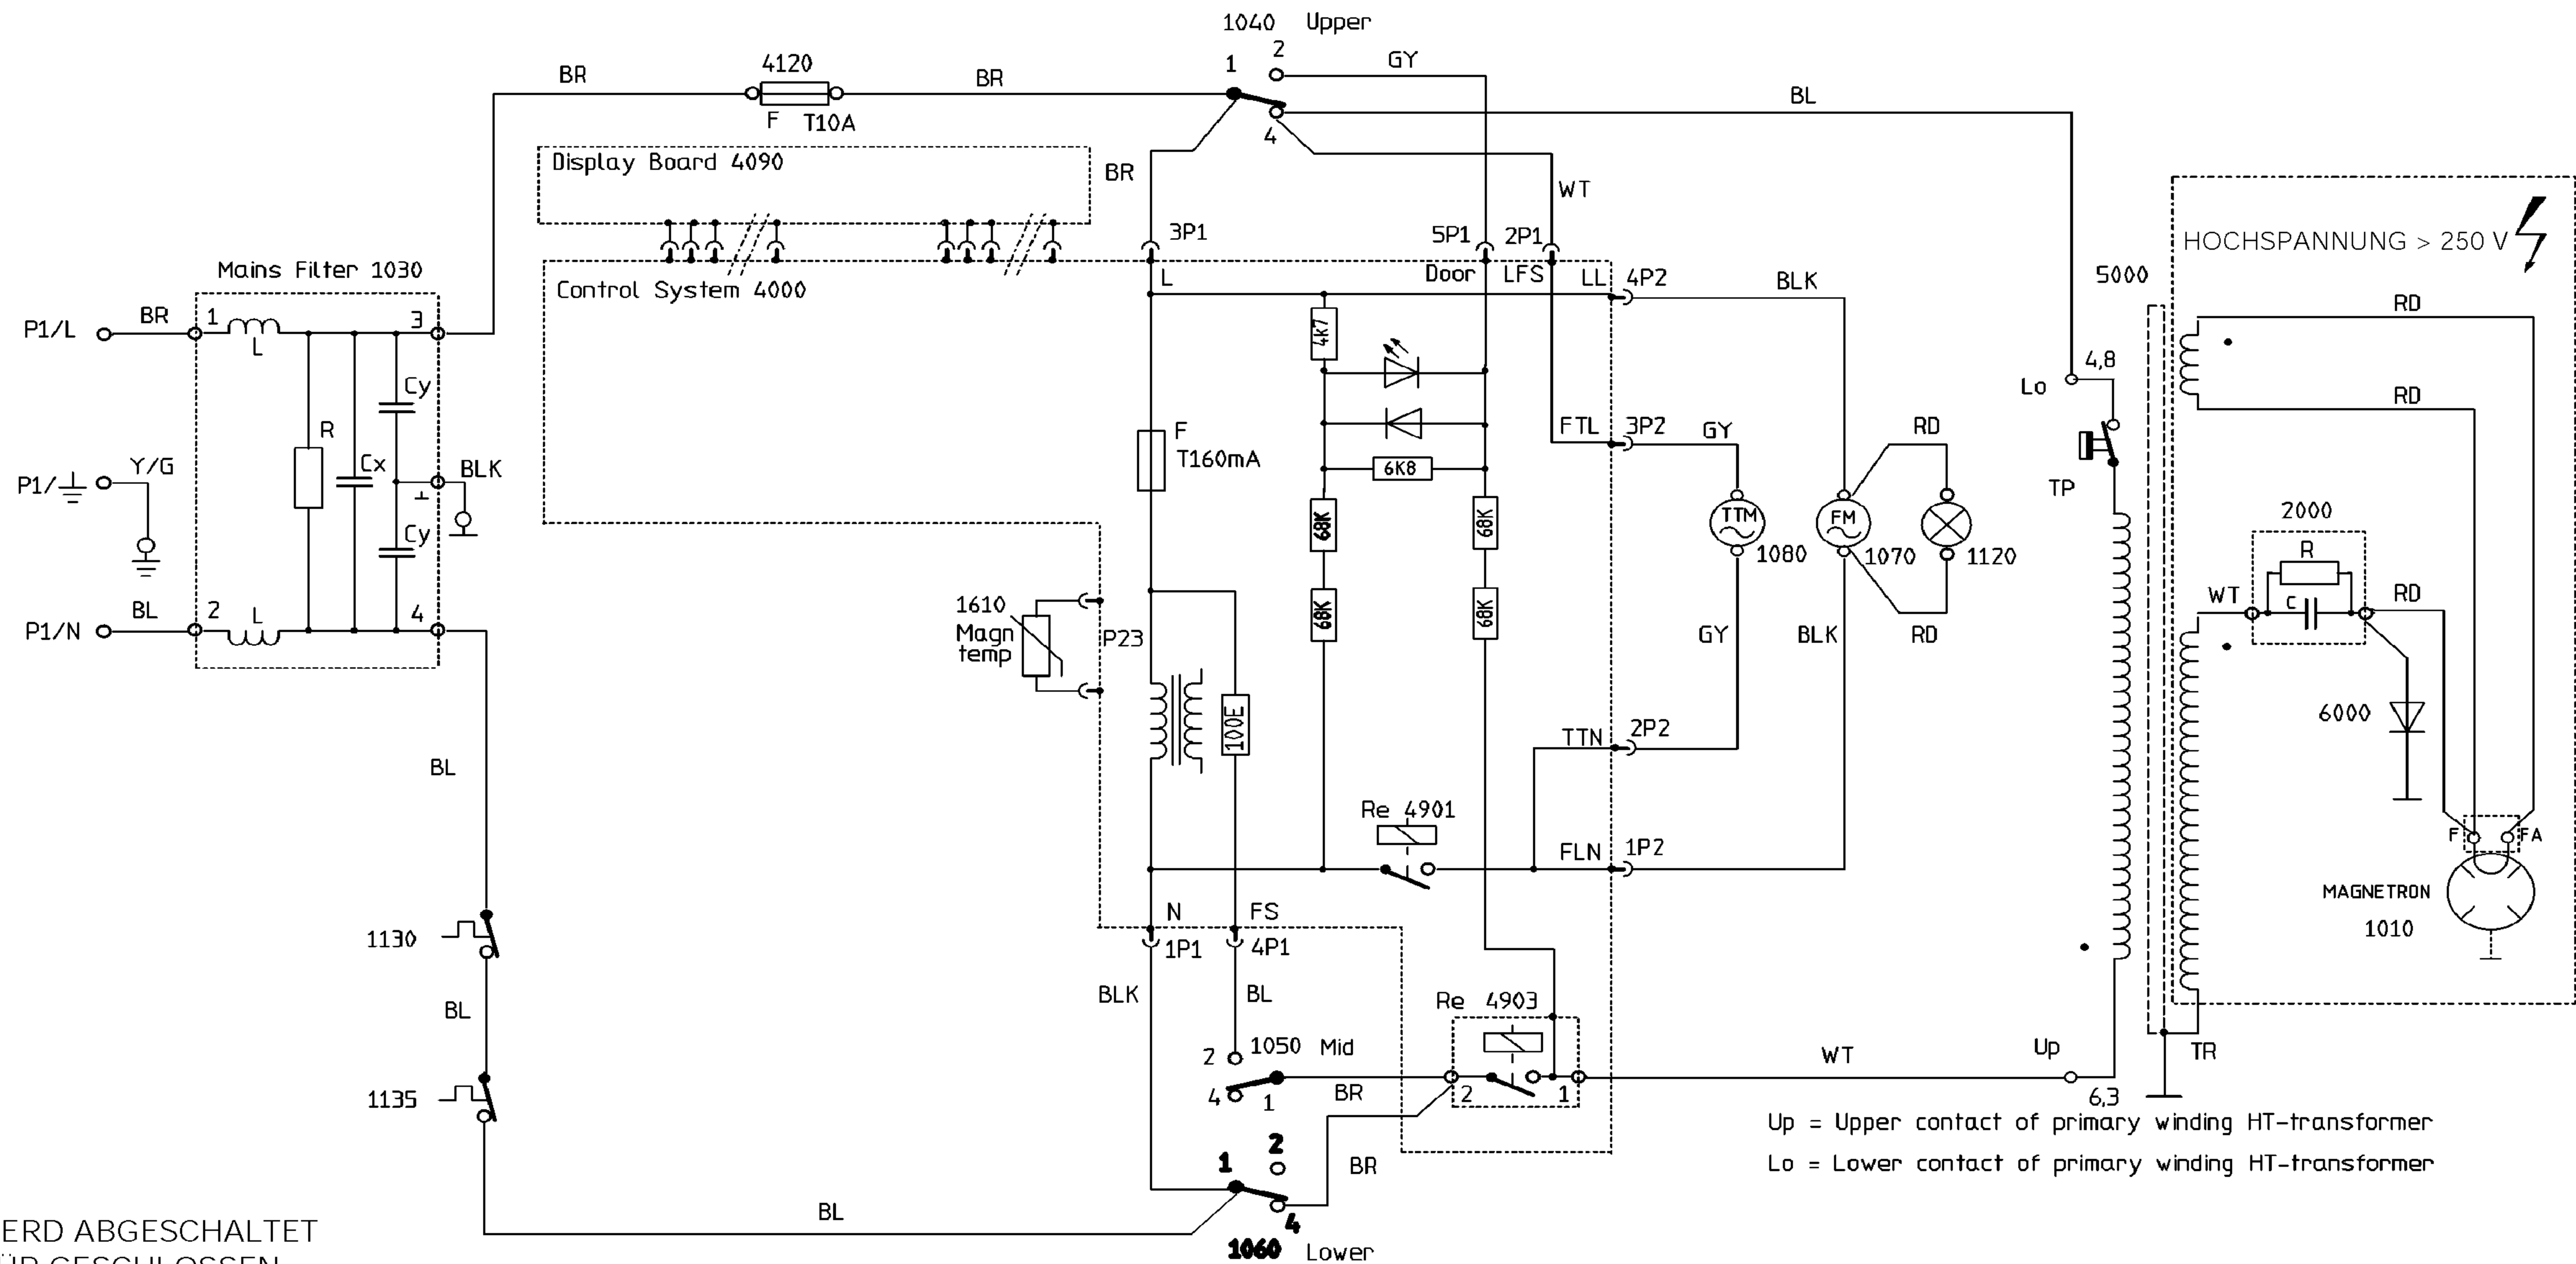 1040 Upper
1
2
4
GY
BR
4120
F T10A
BR
BL
Display Board 4090
BR
WT
3P1
5P1
2P1
HOCHSPANNUNG > 250 V
Mains Filter 1030
Control System 4000
L
Door
LFS
LL
4P2
BLK
5000
RD
P1/L
BR
1
L
3
4k7
4,8
Lo
RD
Cy
R
Cx
Y/G
P1/
BLK
F
T160mA
FTL
3P2
GY
RD
6K8
TP
68K
68K
TTM
1080
FM
1070
1120
2000
R
C
WT
RD
Cy
P1/N
BL
2
L
4
1610
Magn
temp
P23
68K
68K
GY
BLK
RD
100E
6000
BL
TTN
2P2
Re 4901
FLN
1P2
F
FA
MAGNETRON
1010
N
FS
1P1
4P1
1130
BLK
BL
BL
Re 4903
2
1050 Mid
4
1
BR
2
1
WT
Up
6,3
TR
1135
Up = Upper contact of primary winding HT-transformer
Lo = Lower contact of primary winding HT-transformer
1
2
4
BR
BL
1060 Lower
ERD ABGESCHALTET
ÜR GESCHLOSSEN